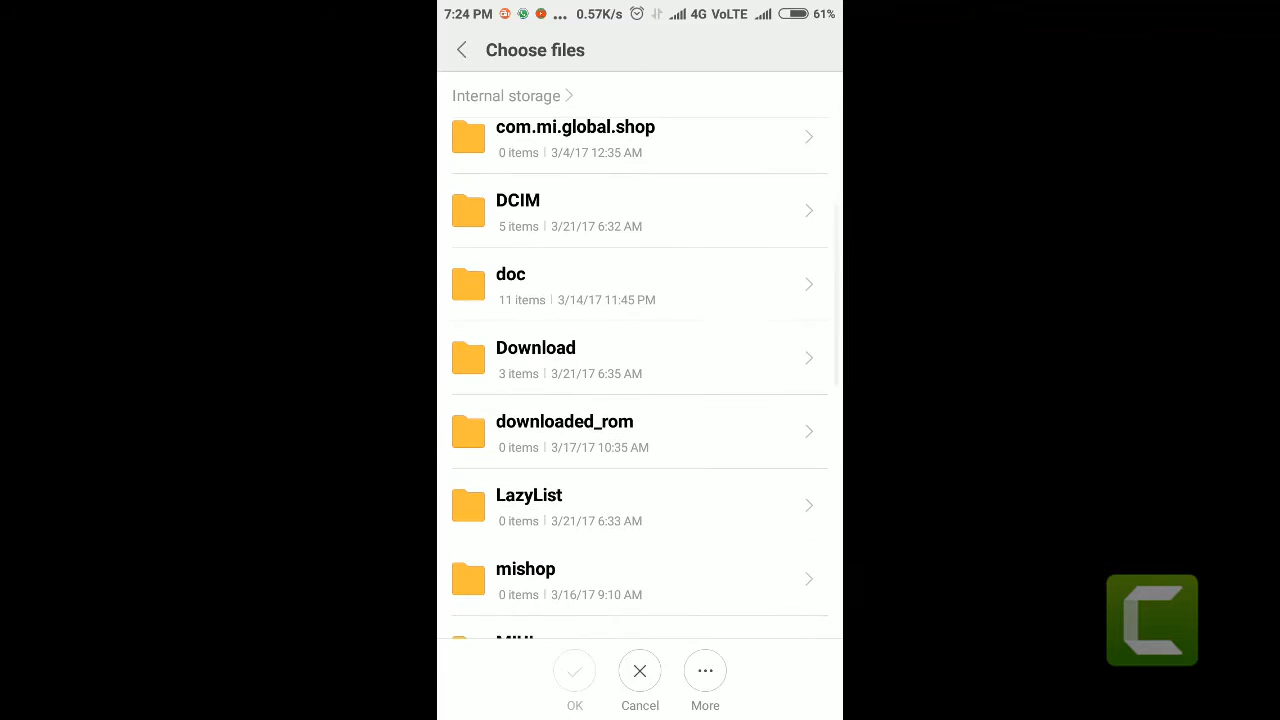 7:24 PM ... 0.57K/s 4G VoLTE 61%
Choose files
Internal storage
com.mi.global.shop
0 items | 3/4/17 12:35 AM
DCIM
5 items | 3/21/17 6:32 AM
doc
11 items | 3/14/17 11:45 PM
Download
3 items | 3/21/17 6:35 AM
downloaded_rom
0 items | 3/17/17 10:35 AM
LazyList
0 items | 3/21/17 6:33 AM
mishop
0 items | 3/16/17 9:10 AM
OK Cancel More